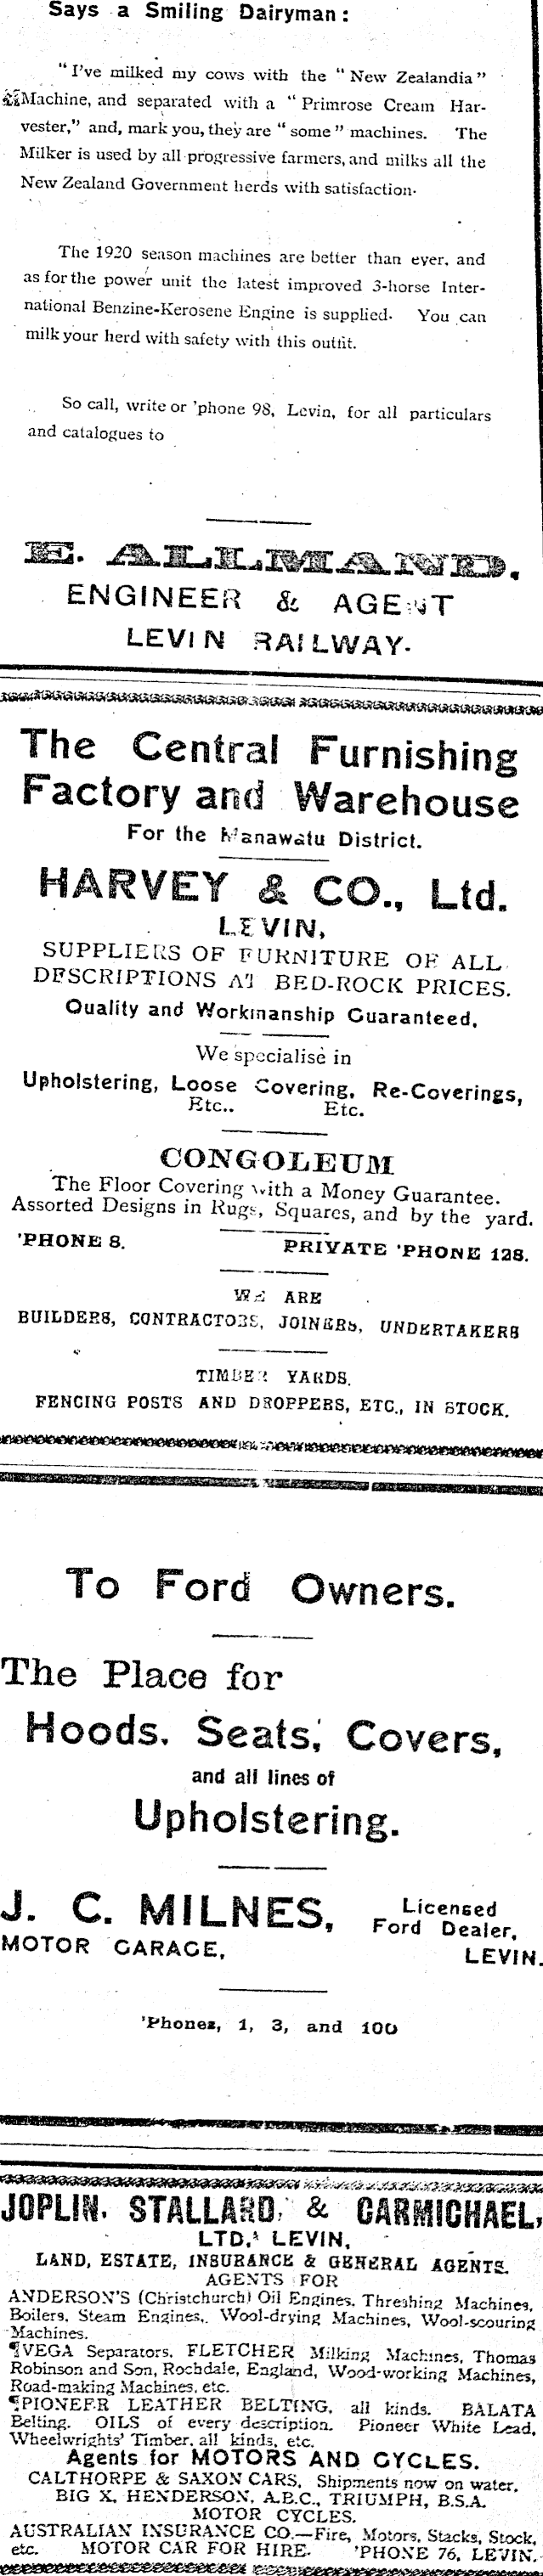 Says a Smiling Dairyman:
"I've milked my cows with the "New Zealandia"
Machine, and separated with a "Primrose Cream Har-
vester," and, mark you, they are "some" machines. The
Milker is used by all progressive farmers, and milks all the
New Zealand Government herds with satisfaction.
The 1920 season machines are better than ever, and
as for the power unit the latest improved 3-horse Inter-
national Benzine-Kerosene Engine is supplied. You can
milk your herd with safety with this outfit.
So call, write or 'phone 98, Levin, for all particulars
and catalogues to
E. ALLMAND,
ENGINEER & AGENT
LEVIN RAILWAY.
The Central Furnishing
Factory and Warehouse
For the Manawatu District.
HARVEY & CO., Ltd.
LEVIN,
SUPPLIERS OF FURNITURE OF ALL
DESCRIPTIONS AT BED-ROCK PRICES.
Quality and Workmanship Guaranteed,
We specialise in
Upholstering, Loose Covering, Re-Coverings,
Etc.. Etc.
CONGOLEUM
The Floor Covering with a Money Guarantee.
Assorted Designs in Rugs, Squares, and by the yard.
'PHONE 8. PRIVATE 'PHONE 128.
WE ARE
BUILDERS, CONTRACTORS, JOINERS, UNDERTAKERS
TIMBER YARDS.
FENCING POSTS AND DROPPERS, ETC., IN STOCK.
To Ford Owners.
The Place for
Hoods, Seats, Covers,
and all lines of
Upholstering.
J. C. MILNES, Licensed
Ford Dealer,
MOTOR GARAGE, LEVIN.
'Phones, 1, 3, and 100
JOPLIN, STALLARD, & CARMICHAEL,
LTD., LEVIN,
LAND, ESTATE, INSURANCE & GENERAL AGENTS.
AGENTS FOR
ANDERSON'S (Christchurch) Oil Engines, Threshing Machines,
Boilers, Steam Engines, Wool-drying Machines, Wool-scouring
Machines.
¶VEGA Separators, FLETCHER Milking Machines, Thomas
Robinson and Son, Rochdale, England, Wood-working Machines,
Road-making Machines, etc.
¶PIONEER LEATHER BELTING, all kinds. BALATA
Belting. OILS of every description. Pioneer White Lead,
Wheelwrights' Timber, all kinds, etc.
Agents for MOTORS AND CYCLES.
CALTHORPE & SAXON CARS, Shipments now on water.
BIG X, HENDERSON, A.B.C., TRIUMPH, B.S.A.
MOTOR CYCLES.
AUSTRALIAN INSURANCE CO.—Fire, Motors, Stacks, Stock,
etc. MOTOR CAR FOR HIRE. 'PHONE 76, LEVIN.